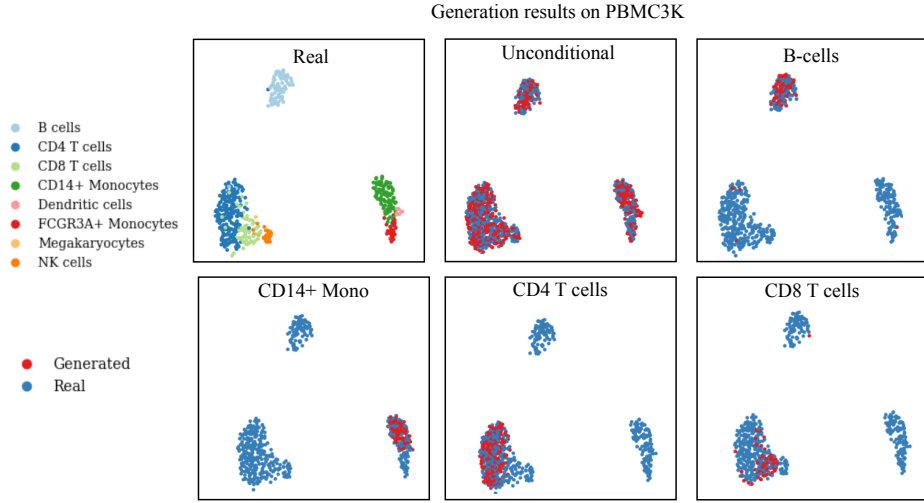 Generation results on PBMC3K
Real
Unconditional
B-cells
B cells
CD4 T cells
CD8 T cells
CD14+ Monocytes
Dendritic cells
FCGR3A+ Monocytes
Megakaryocytes
NK cells
CD14+ Mono
CD4 T cells
CD8 T cells
Generated
Real